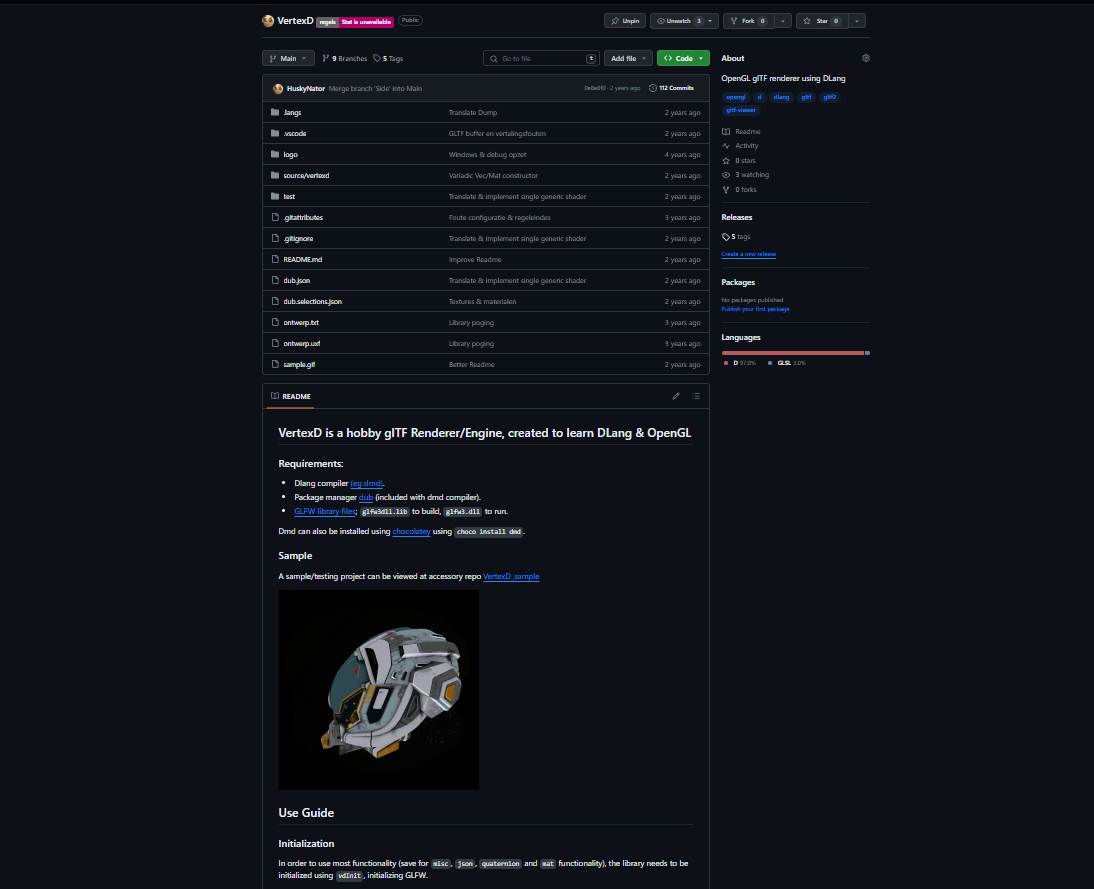 VertexD regels Stat is unavailable Public Unpin Unwatch 3 Fork 0 Star 0
Main 9 Branches 5 Tags Go to file t Add file Code
HuskyNator Merge branch 'Side' into Main · 2 years ago 112 Commits
.langs Translate Dump 2 years ago
.vscode GLTF buffer en vertalingsfouten 2 years ago
logo Windows & debug opzet 4 years ago
source/vertexd Variadic Vec/Mat constructor 2 years ago
test Translate & implement single generic shader 2 years ago
.gitattributes Foute configuratie & regeleindes 3 years ago
.gitignore Translate & implement single generic shader 2 years ago
README.md Improve Readme 2 years ago
dub.json Translate & implement single generic shader 2 years ago
dub.selections.json Textures & materialen 2 years ago
ontwerp.txt Library poging 3 years ago
ontwerp.uxf Library poging 3 years ago
sample.gif Better Readme 2 years ago
README
VertexD is a hobby glTF Renderer/Engine, created to learn DLang & OpenGL
Requirements:
• Dlang compiler (eg dmd).
• Package manager dub (included with dmd compiler).
• GLFW library files; glfw3dll.lib to build, glfw3.dll to run.
Dmd can also be installed using chocolatey using choco install dmd.
Sample
A sample/testing project can be viewed at accessory repo VertexD_sample
Use Guide
Initialization
In order to use most functionality (save for misc, json, quaternion and mat functionality), the library needs to be
initialized using vdInit, initializing GLFW.
About
OpenGL glTF renderer using DLang
opengl d dlang gltf gltf2
gltf-viewer
Readme
Activity
0 stars
3 watching
0 forks
Releases
5 tags
Create a new release
Packages
No packages published
Publish your first package
Languages
D 97.0% GLSL 3.0%